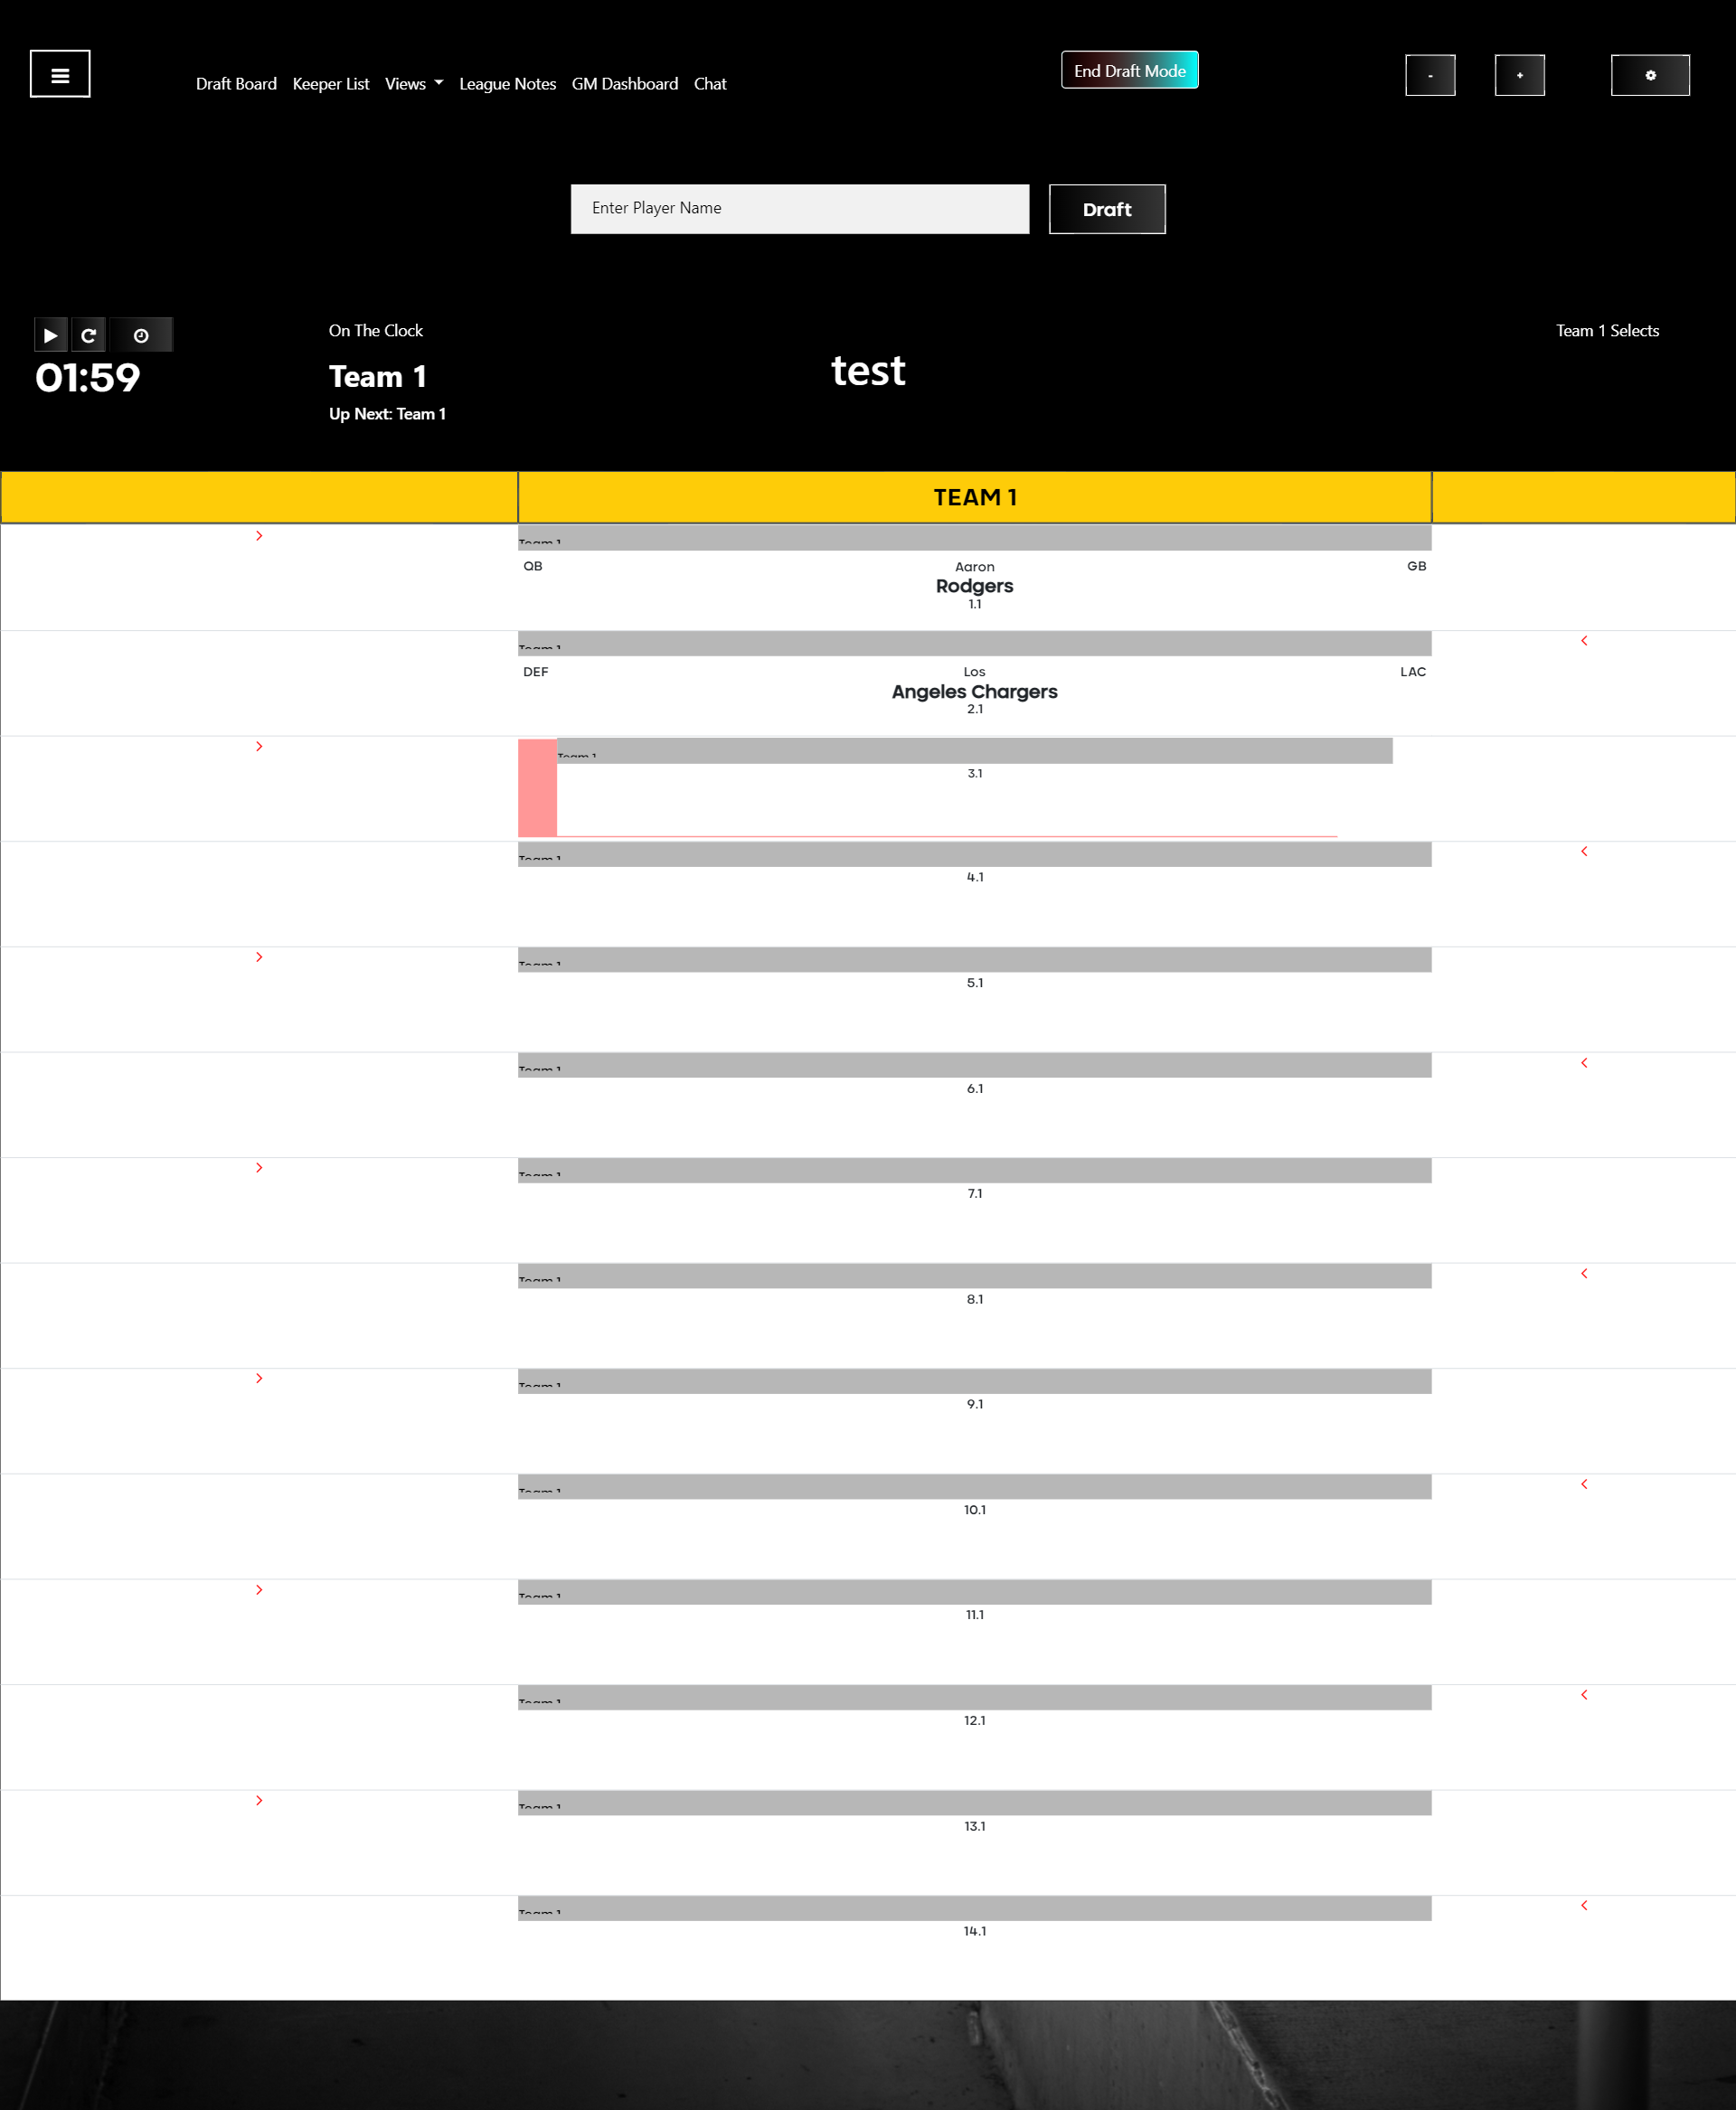 Draft Board Keeper List Views League Notes GM Dashboard Chat End Draft Mode - +
Enter Player Name Draft
01:59
On The Clock
Team 1
Up Next: Team 1
test
Team 1 Selects
TEAM 1
Team 1
QB Aaron GB
Rodgers
1.1
Team 1
DEF Los LAC
Angeles Chargers
2.1
Team 1
3.1
Team 1
4.1
Team 1
5.1
Team 1
6.1
Team 1
7.1
Team 1
8.1
Team 1
9.1
Team 1
10.1
Team 1
11.1
Team 1
12.1
Team 1
13.1
Team 1
14.1